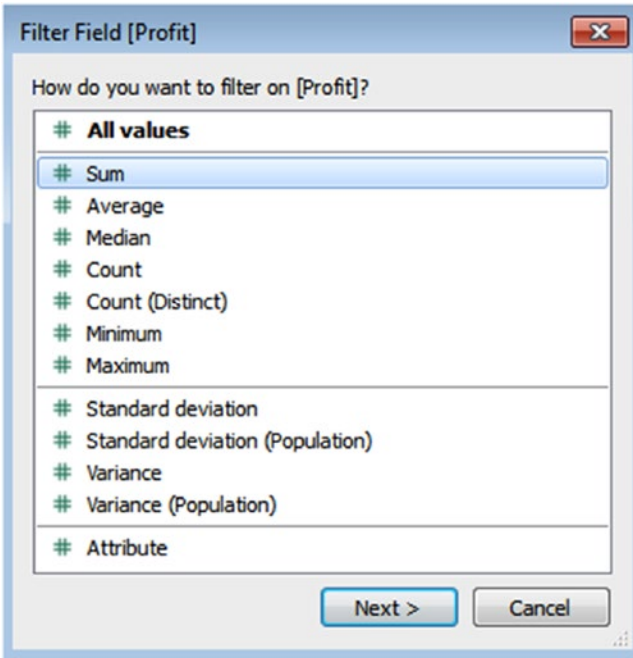 Filter Field [Profit]
How do you want to filter on [Profit]?
# All values
# Sum
# Average
# Median
# Count
# Count (Distinct)
# Minimum
# Maximum
# Standard deviation
# Standard deviation (Population)
# Variance
# Variance (Population)
# Attribute
Next > Cancel